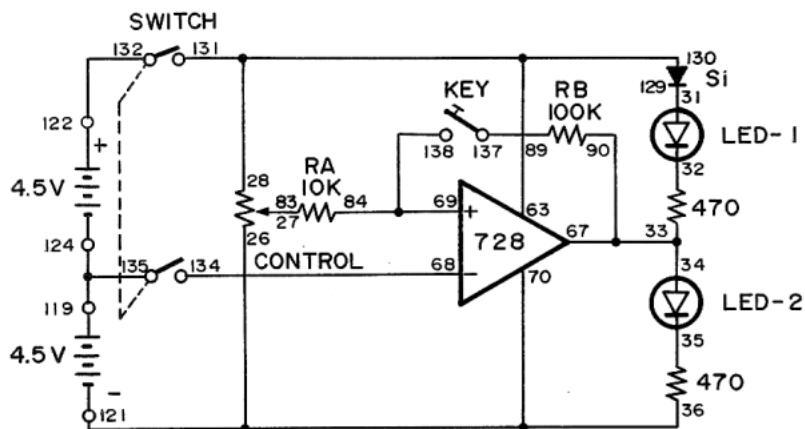 SWITCH
132 131
130
129 Si
31
KEY RB
100K
122
+
138 137 89 90
LED-1
32
4.5V
28
RA
10K
83
27 84
69 + 63
470
26
728 67 33
124
135 134 CONTROL 68 − 70
34
119
LED-2
35
4.5V
470
−
121
36